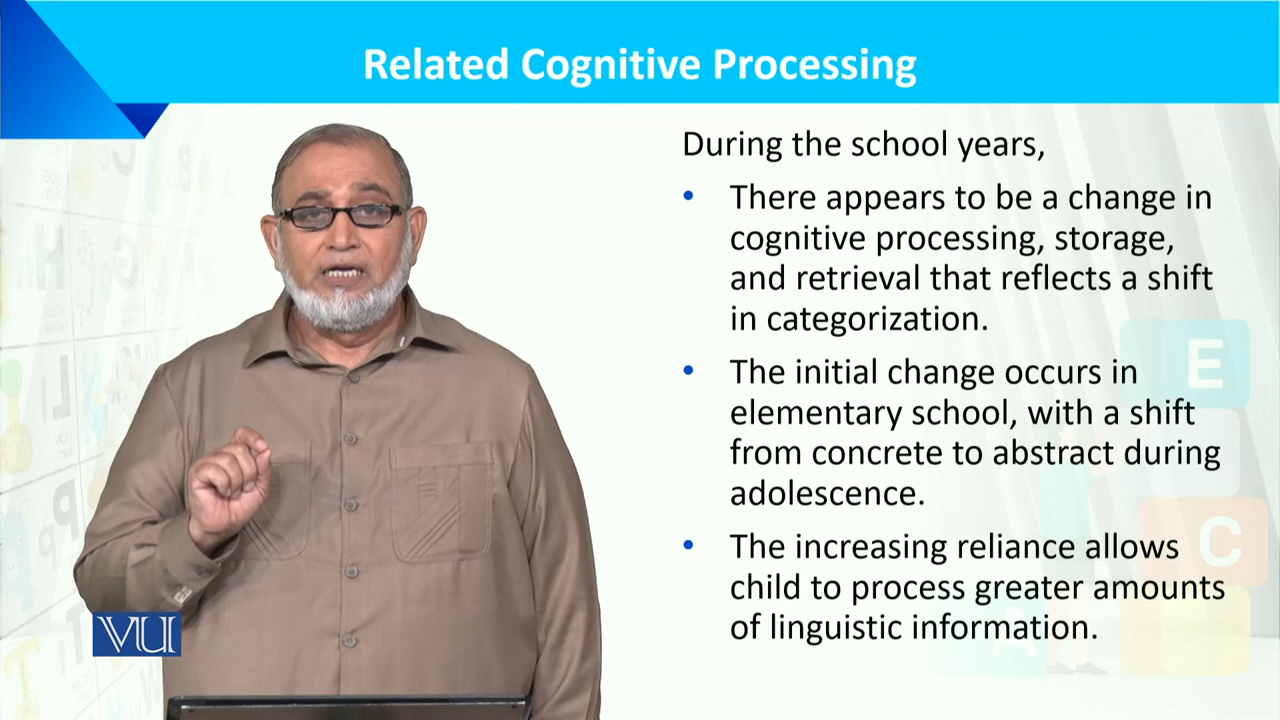 Related Cognitive Processing
During the school years,
• There appears to be a change in
cognitive processing, storage,
and retrieval that reflects a shift
in categorization.
• The initial change occurs in
elementary school, with a shift
from concrete to abstract during
adolescence.
• The increasing reliance allows
child to process greater amounts
of linguistic information.
E
C
A
VU